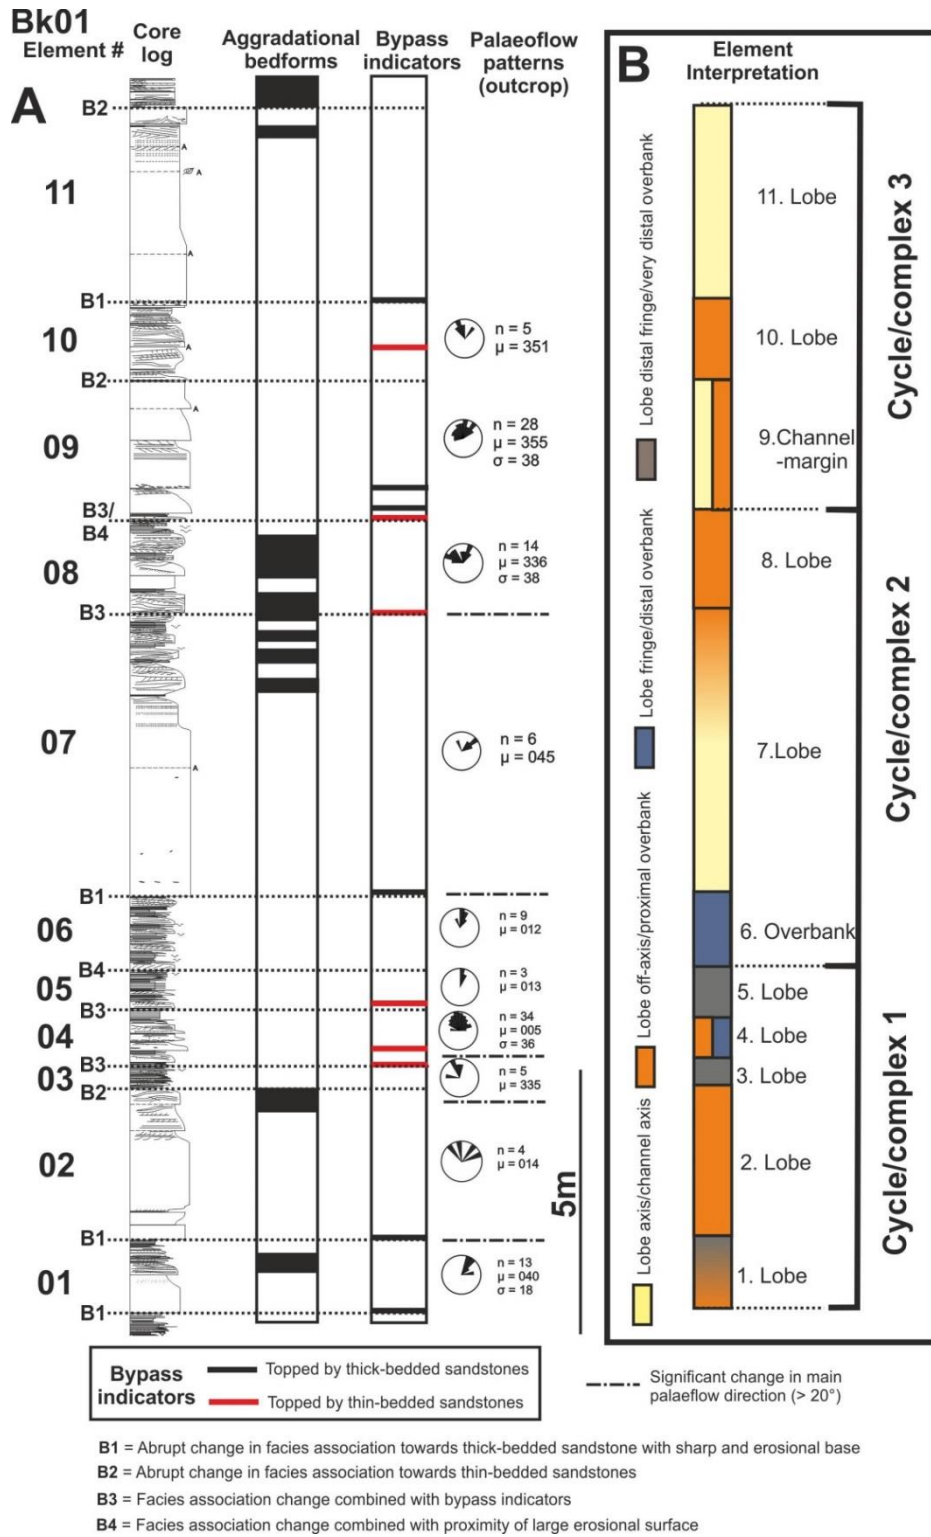 Bk01
Element #
Core
log
Aggradational
bedforms
Bypass
indicators
Palaeoflow
patterns
(outcrop)
A
B2
A
A
11
A
B1
10
A
n = 5
µ = 351
B2
A
09
n = 28
µ = 355
σ = 38
B3/
B4
08
n = 14
µ = 336
σ = 38
B3
07
n = 6
µ = 045
A
B1
06
n = 9
µ = 012
B4
05
n = 3
µ = 013
B3
04
n = 34
µ = 005
σ = 36
B3
03
n = 5
µ = 335
B2
02
n = 4
µ = 014
B1
01
n = 13
µ = 040
σ = 18
B1
5m
B
Element
Interpretation
11. Lobe
10. Lobe
9.Channel
-margin
8. Lobe
7.Lobe
6. Overbank
5. Lobe
4. Lobe
3. Lobe
2. Lobe
1. Lobe
Cycle/complex 3
Cycle/complex 2
Cycle/complex 1
Lobe distal fringe/very distal overbank
Lobe fringe/distal overbank
Lobe off-axis/proximal overbank
Lobe axis/channel axis
Bypass
indicators
Topped by thick-bedded sandstones
Topped by thin-bedded sandstones
Significant change in main
palaeflow direction (> 20°)
B1 = Abrupt change in facies association towards thick-bedded sandstone with sharp and erosional base
B2 = Abrupt change in facies association towards thin-bedded sandstones
B3 = Facies association change combined with bypass indicators
B4 = Facies association change combined with proximity of large erosional surface